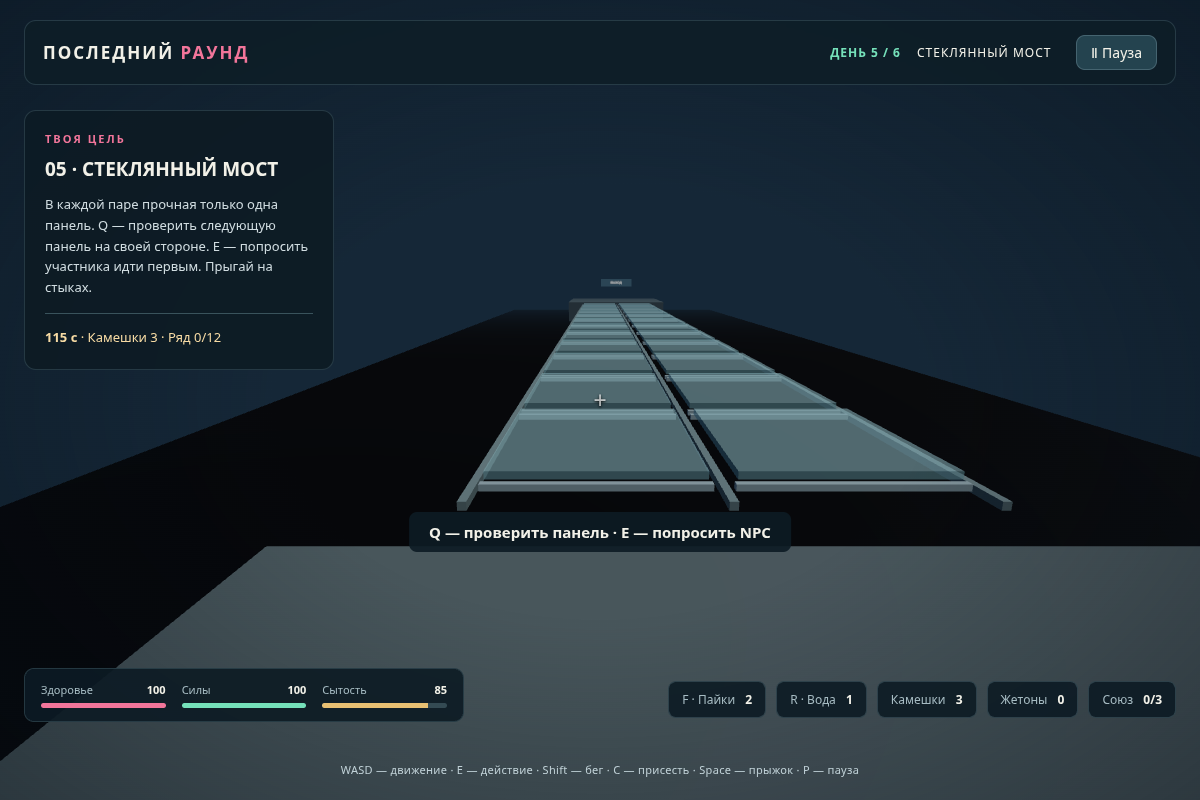 ПОСЛЕДНИЙ РАУНД
ДЕНЬ 5 / 6 СТЕКЛЯННЫЙ МОСТ
Ⅱ Пауза
ТВОЯ ЦЕЛЬ
05 · СТЕКЛЯННЫЙ МОСТ
В каждой паре прочная только одна
панель. Q — проверить следующую
панель на своей стороне. E — попросить
участника идти первым. Прыгай на
стыках.
115 с · Камешки 3 · Ряд 0/12
Q — проверить панель · E — попросить NPC
Здоровье 100 Силы 100 Сытость 85
F · Пайки 2 R · Вода 1 Камешки 3 Жетоны 0 Союз 0/3
WASD — движение · E — действие · Shift — бег · C — присесть · Space — прыжок · P — пауза